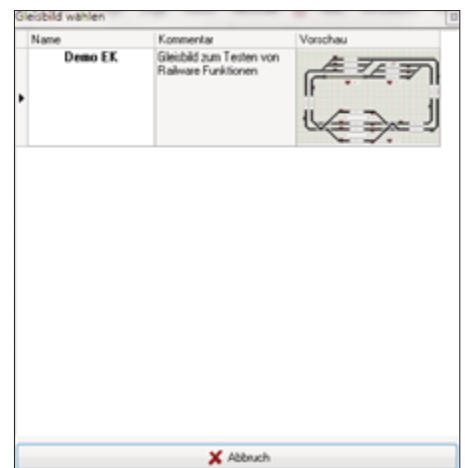 Gleisbild wählen
Name Kommentar Vorschau
Demo EK Gleisbild zum Testen von
Railware Funktionen
Abbruch